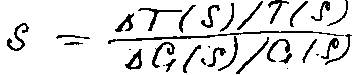 S = ΔT(S)/T(S) / ΔG(S)/G(S)